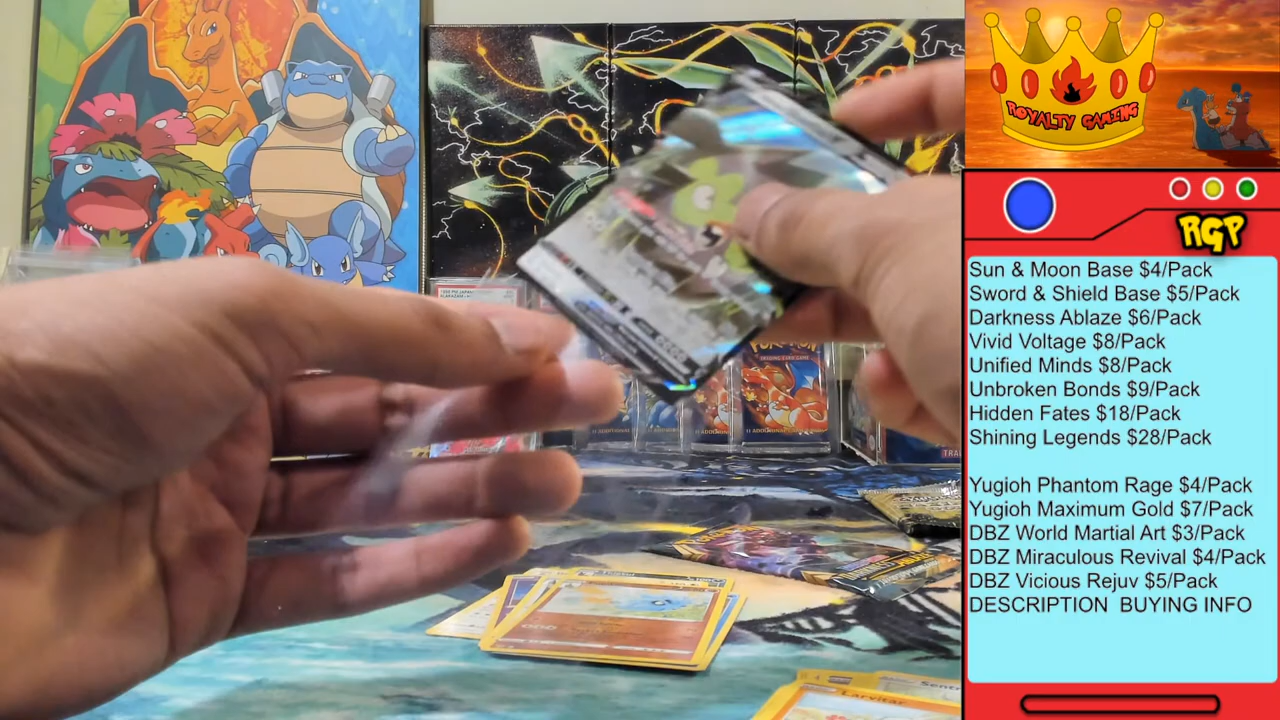 ROYALTY GAMING
RGP
Sun & Moon Base $4/Pack
Sword & Shield Base $5/Pack
Darkness Ablaze $6/Pack
Vivid Voltage $8/Pack
Unified Minds $8/Pack
Unbroken Bonds $9/Pack
Hidden Fates $18/Pack
Shining Legends $28/Pack
Yugioh Phantom Rage $4/Pack
Yugioh Maximum Gold $7/Pack
DBZ World Martial Art $3/Pack
DBZ Miraculous Revival $4/Pack
DBZ Vicious Rejuv $5/Pack
DESCRIPTION BUYING INFO
POKéMON
Larvitar